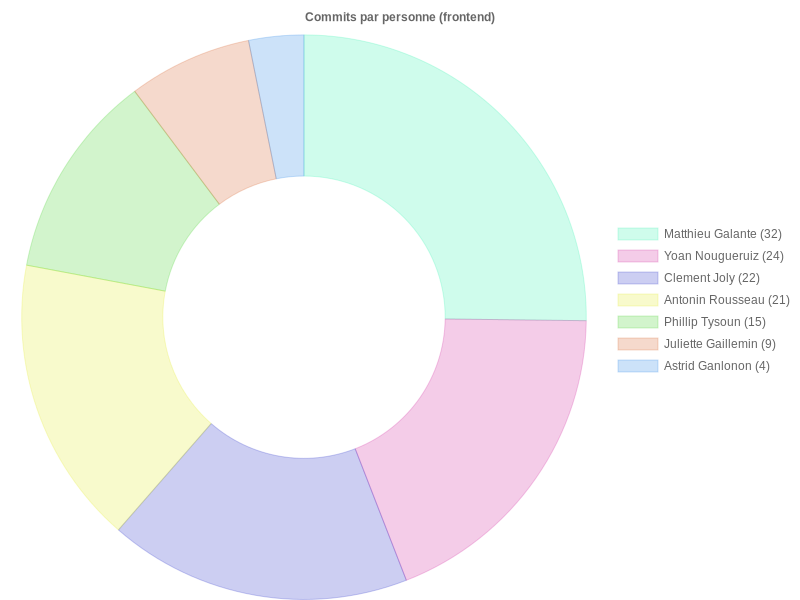 Commits par personne (frontend)
Matthieu Galante (32)
Yoan Nougueruiz (24)
Clement Joly (22)
Antonin Rousseau (21)
Phillip Tysoun (15)
Juliette Gaillemin (9)
Astrid Ganlonon (4)